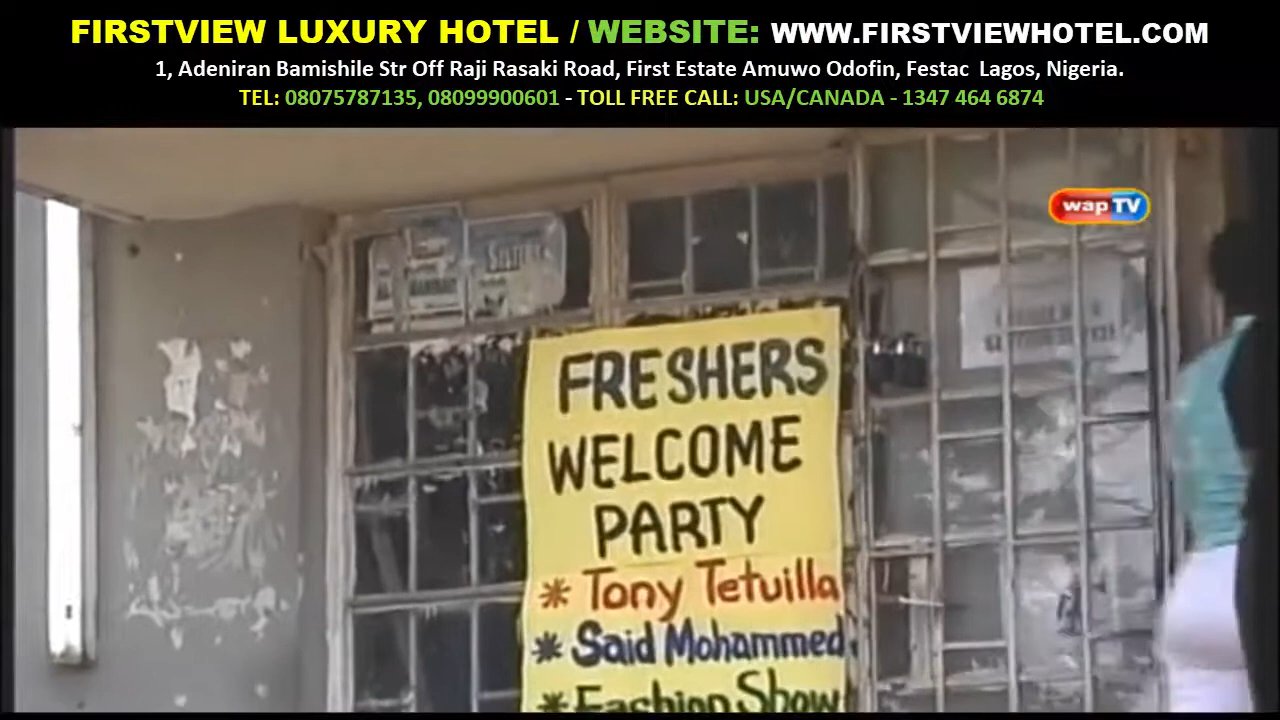 FIRSTVIEW LUXURY HOTEL / WEBSITE: WWW.FIRSTVIEWHOTEL.COM
1, Adeniran Bamishile Str Off Raji Rasaki Road, First Estate Amuwo Odofin, Festac Lagos, Nigeria.
TEL: 08075787135, 08099900601 - TOLL FREE CALL: USA/CANADA - 1347 464 6874
wapTV
FRESHERS
WELCOME
PARTY
* Tony Tetuilla
* Said Mohammed
* Fashion Show